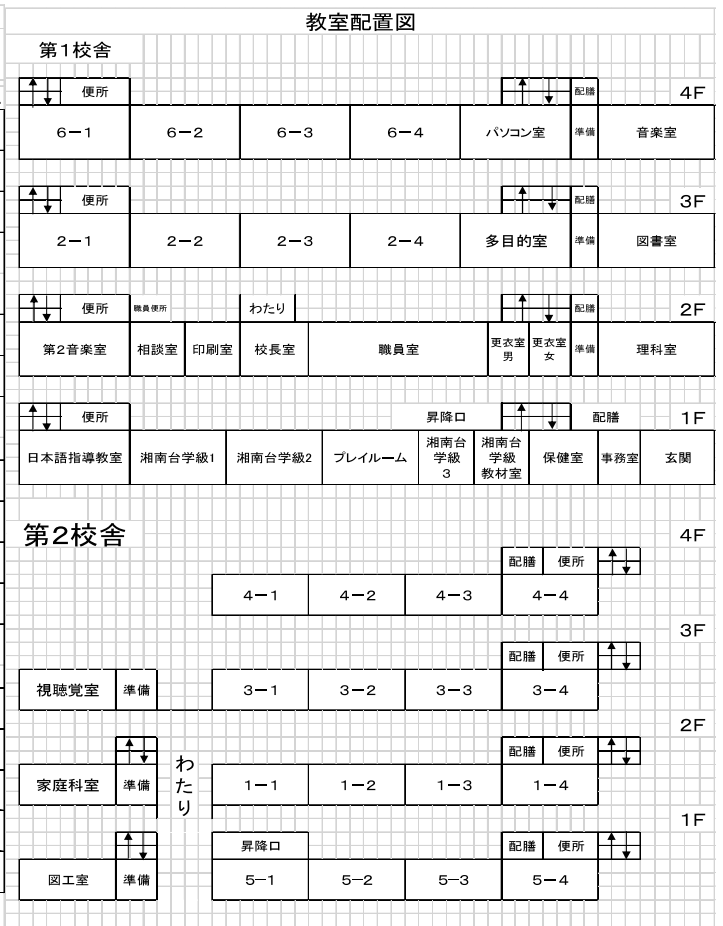 教室配置図
第1校舎
便所 配膳 4F
6－1 6－2 6－3 6－4 パソコン室 準備 音楽室
便所 配膳 3F
2－1 2－2 2－3 2－4 多目的室 準備 図書室
便所 職員便所 わたり 配膳 2F
第2音楽室 相談室 印刷室 校長室 職員室 更衣室男 更衣室女 準備 理科室
便所 昇降口 配膳 1F
日本語指導教室 湘南台学級1 湘南台学級2 プレイルーム 湘南台学級3 湘南台学級教材室 保健室 事務室 玄関
第2校舎
4F
配膳 便所
4－1 4－2 4－3 4－4
3F
配膳 便所
視聴覚室 準備 3－1 3－2 3－3 3－4
2F
配膳 便所
わたり
家庭科室 準備 1－1 1－2 1－3 1－4
1F
昇降口 配膳 便所
図工室 準備 5－1 5－2 5－3 5－4